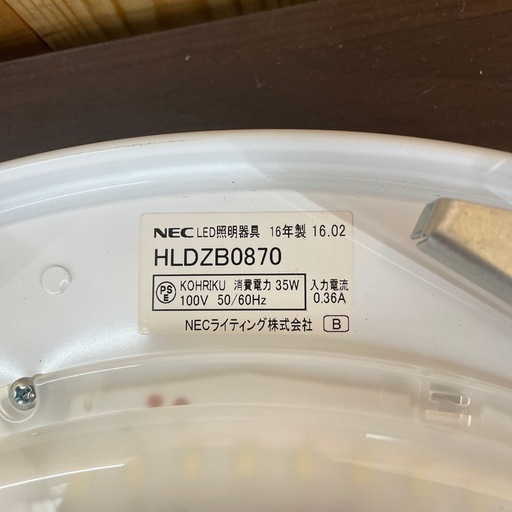 NEC LED照明器具 16年製 16.02
HLDZB0870
PSE KOHRIKU 消費電力 35W 入力電流
100V 50/60Hz 0.36A
NECライティング株式会社 B